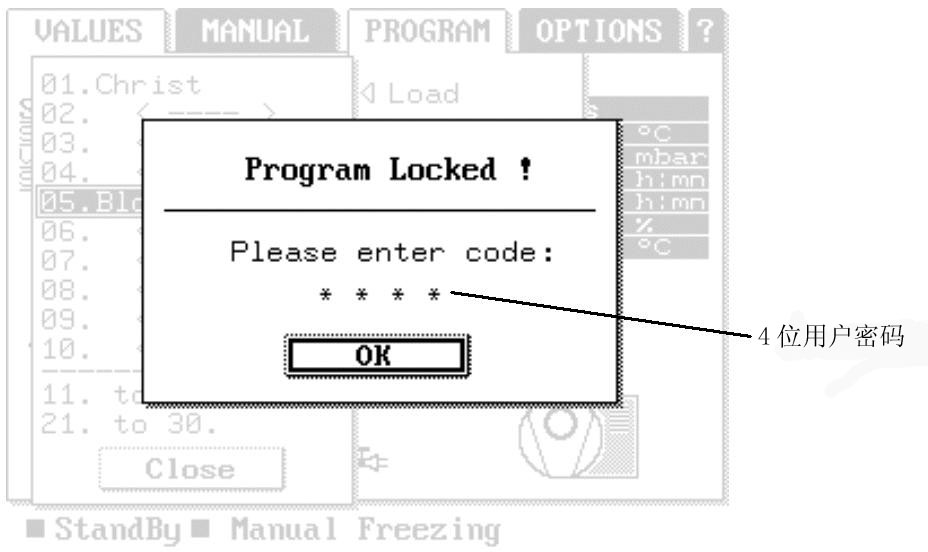 VALUES MANUAL PROGRAM OPTIONS ?
01.Christ
02. < ---- >
03.
04.
05.Blo
06.
07.
08.
09.
10.
11. to
21. to 30.
Close
◁ Load
°C
mbar
h:mn
h:mn
%
°C
Program Locked !
Please enter code:
* * * *
OK
4位用户密码
■ StandBy ■ Manual Freezing